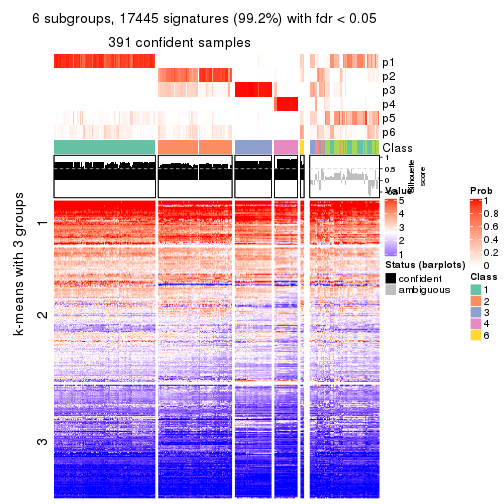 6 subgroups, 17445 signatures (99.2%) with fdr < 0.05
391 confident samples
p1
p2
p3
p4
p5
p6
Class
1
0.5
0
Silhouette
score
k-means with 3 groups
1
2
3
Value
5
4
3
2
1
Status (barplots)
confident
ambiguous
Prob
1
0.8
0.6
0.4
0.2
0
Class
1
2
3
4
6